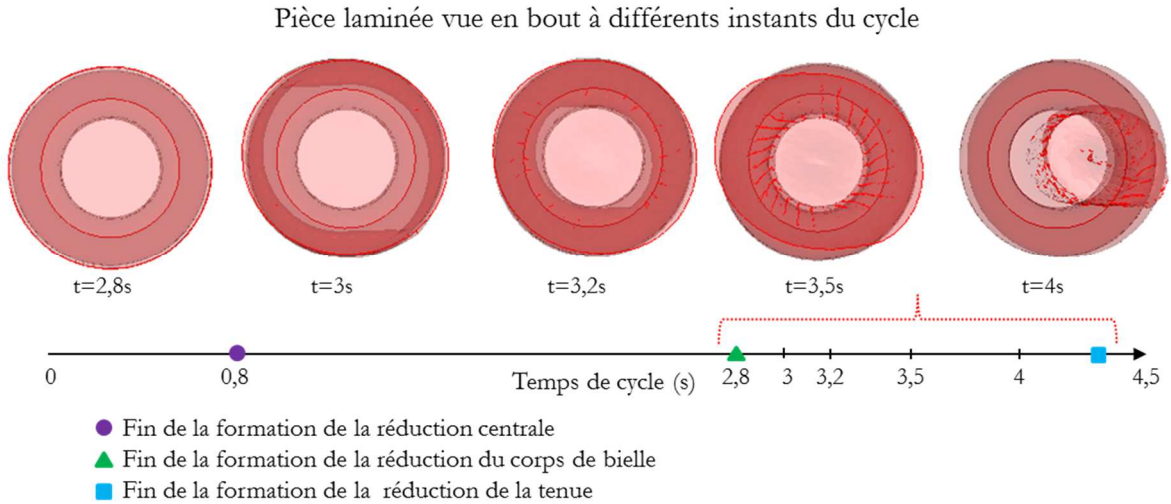 Pièce laminée vue en bout à différents instants du cycle
t=2,8s t=3s t=3,2s t=3,5s t=4s
0 0,8 Temps de cycle (s) 2,8 3 3,2 3,5 4 4,5
Fin de la formation de la réduction centrale
Fin de la formation de la réduction du corps de bielle
Fin de la formation de la réduction de la tenue